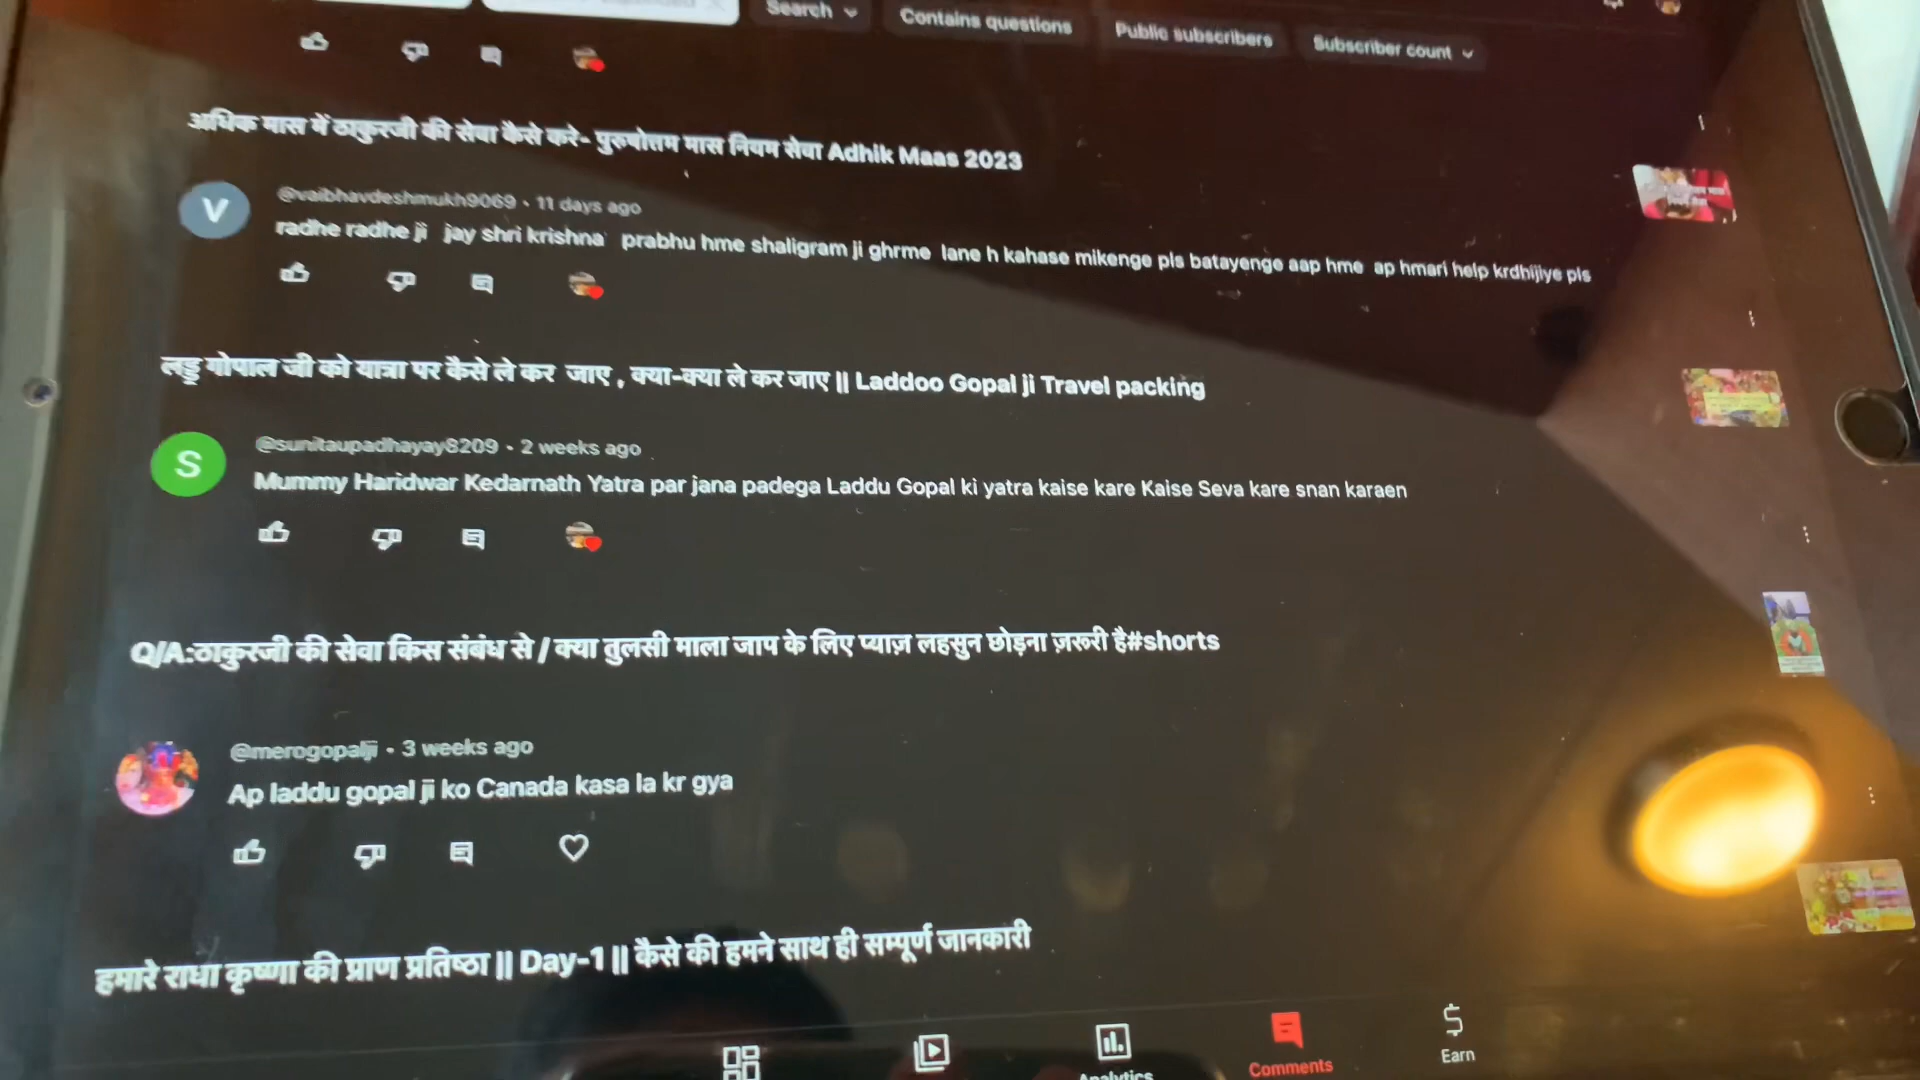 Search
Contains questions
Public subscribers
Subscriber count
अधिक मास में ठाकुरजी की सेवा कैसे करे- पुरुषोत्तम मास नियम सेवा Adhik Maas 2023
V
@vaibhavdeshmukh9069 • 11 days ago
radhe radhe ji jay shri krishna prabhu hme shaligram ji ghrme lane h kahase mikenge pls batayenge aap hme ap hmari help krdhijiye pls
लड्डू गोपाल जी को यात्रा पर कैसे ले कर जाए , क्या-क्या ले कर जाए || Laddoo Gopal ji Travel packing
S
@sunitaupadhayay8209 • 2 weeks ago
Mummy Haridwar Kedarnath Yatra par jana padega Laddu Gopal ki yatra kaise kare Kaise Seva kare snan karaen
Q/A:ठाकुरजी की सेवा किस संबंध से / क्या तुलसी माला जाप के लिए प्याज़ लहसुन छोड़ना ज़रूरी है#shorts
@merogopalji • 3 weeks ago
Ap laddu gopal ji ko Canada kasa la kr gya
हमारे राधा कृष्णा की प्राण प्रतिष्ठा || Day-1 || कैसे की हमने साथ ही सम्पूर्ण जानकारी
Analytics
Comments
Earn